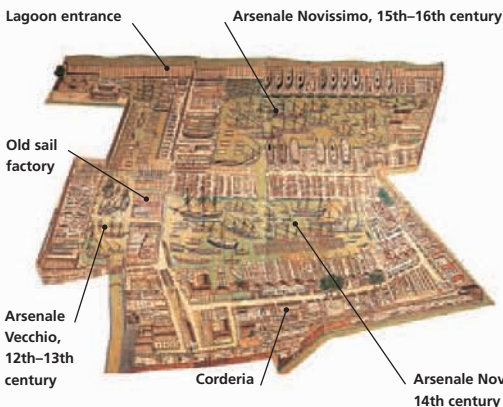 Lagoon entrance
Arsenale Novissimo, 15th–16th century
Old sail
factory
Arsenale
Vecchio,
12th–13th
century
Corderia
Arsenale Nov
14th century